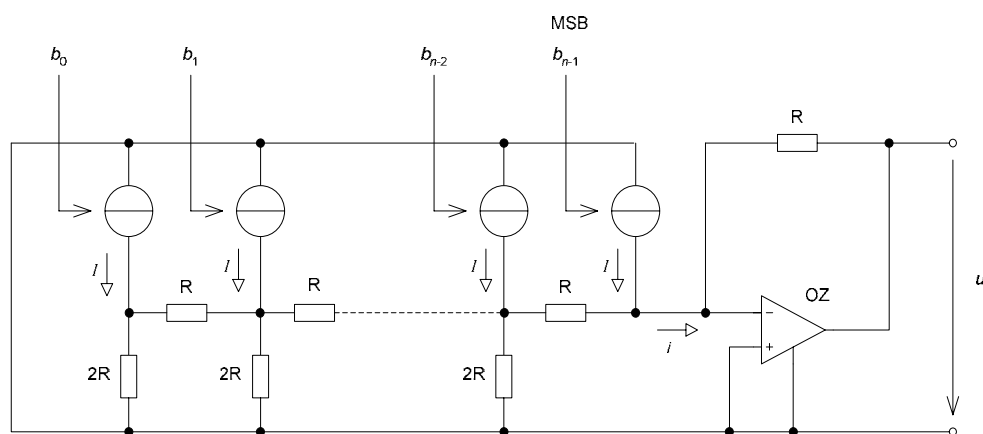 MSB
b0 b1 bn-2 bn-1
R
I I I I
R R R OZ
u
− +
i
2R 2R 2R